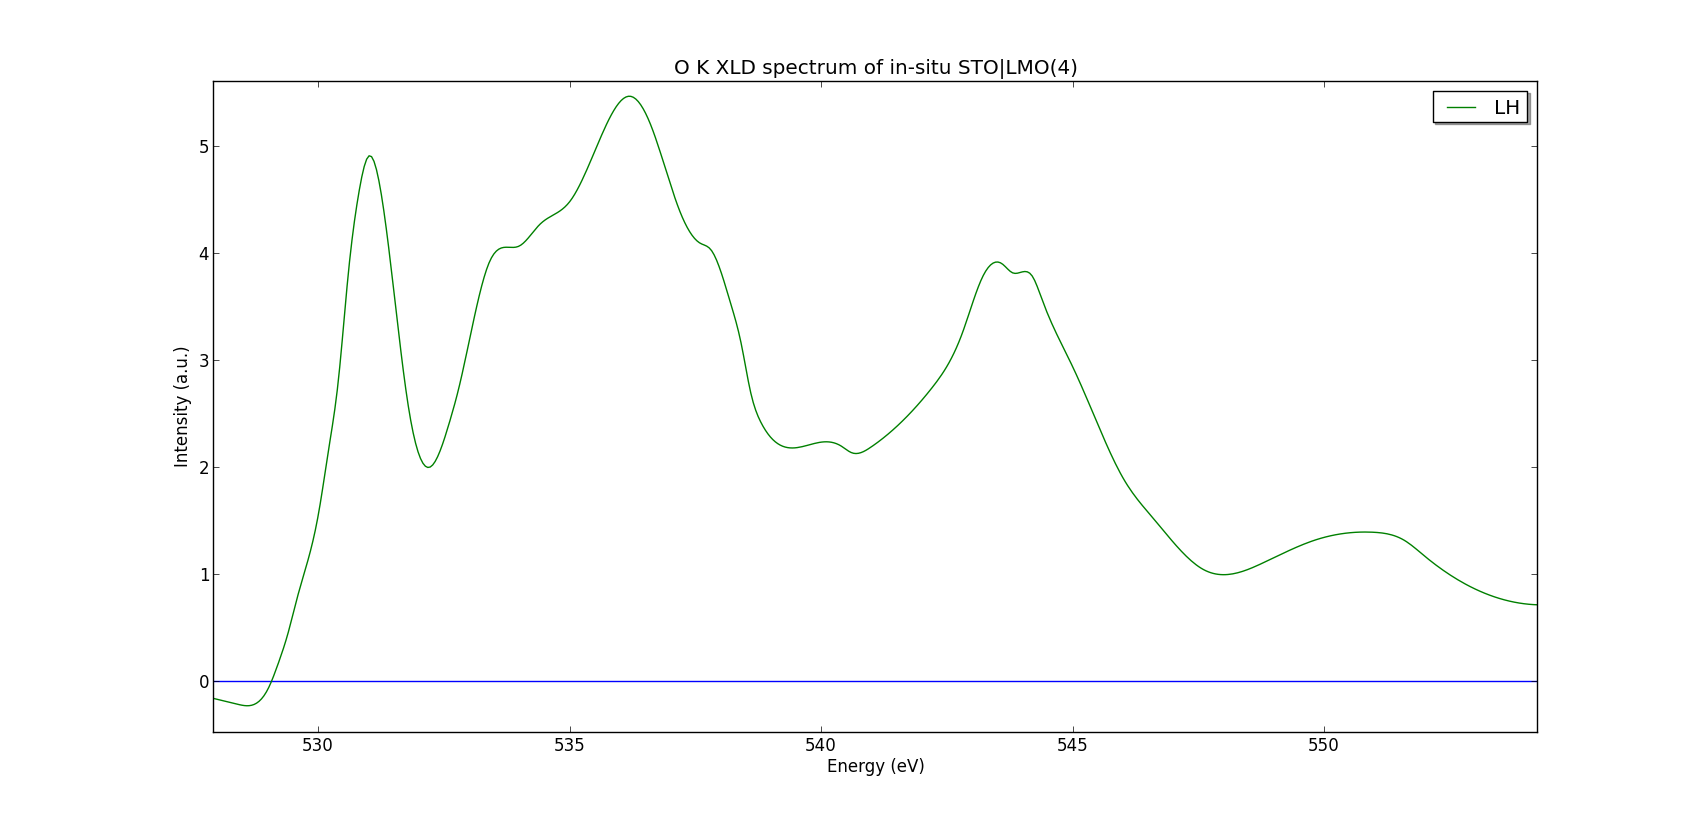 O K XLD spectrum of in-situ STO|LMO(4)
LH
5
4
3
2
1
0
Intensity (a.u.)
530 535 540 545 550
Energy (eV)